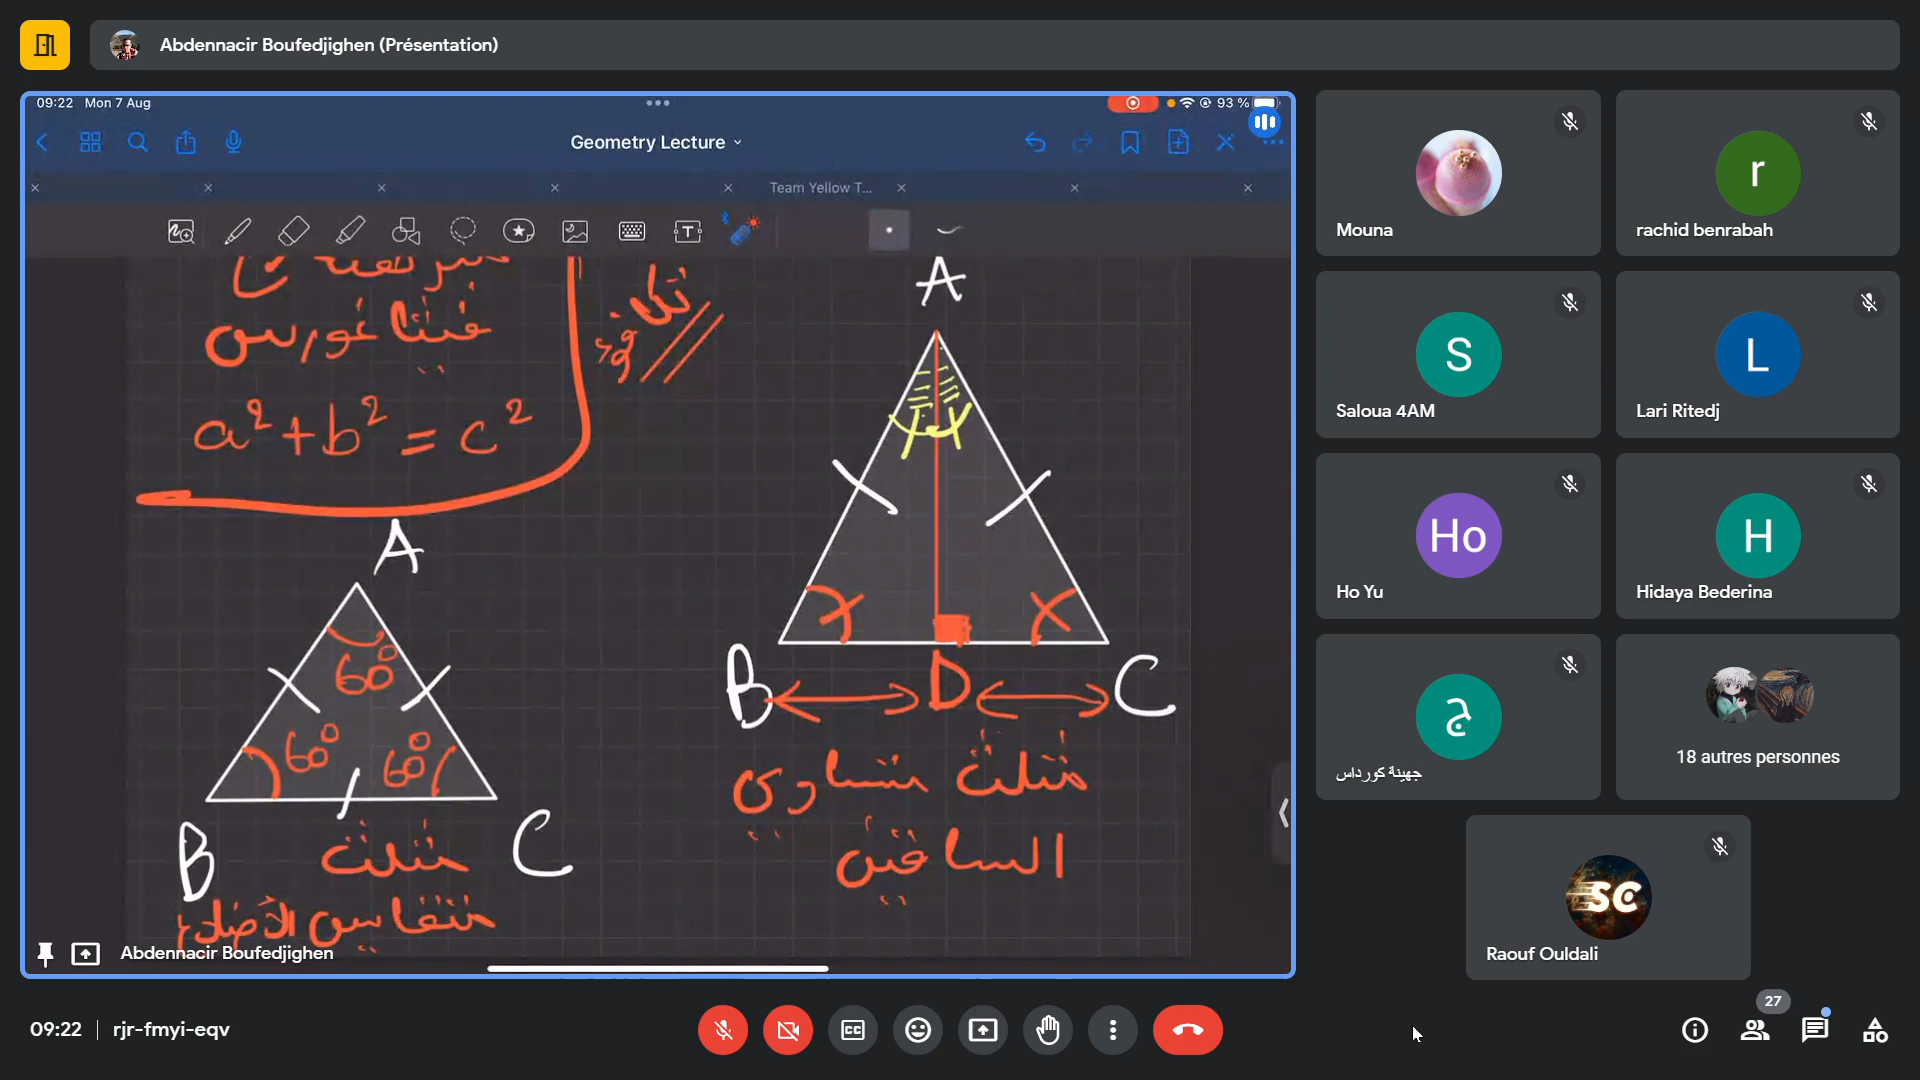 Abdennacir Boufedjighen (Présentation)
09:22 Mon 7 Aug
93 %
Geometry Lecture
Team Yellow T...
فيثاغورس
a² + b² = c²
A
60°
60° 60°
B C
مثلث
متقايس الأضلاع
A
B D C
مثلث متساوي
الساقين
Abdennacir Boufedjighen
Mouna
r
rachid benrabah
S
Saloua 4AM
L
Lari Ritedj
Ho
Ho Yu
H
Hidaya Bederina
ج
جهينة كورداس
18 autres personnes
SC
Raouf Ouldali
09:22 | rjr-fmyi-eqv
CC
27